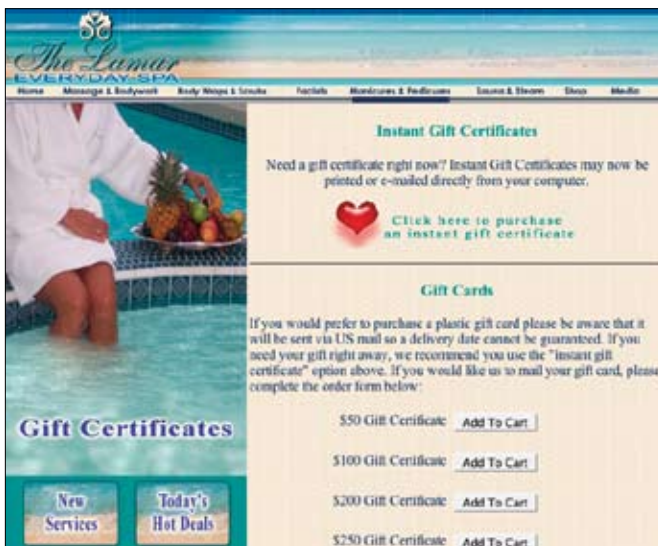 The Lamar
EVERYDAY SPA
Home Massage & Bodywork Body Wraps & Scrubs Facials Manicures & Pedicures Sauna & Steam Shop Media
Instant Gift Certificates
Need a gift certificate right now? Instant Gift Certificates may now be
printed or e-mailed directly from your computer.
Click here to purchase
an instant gift certificate
Gift Cards
If you would prefer to purchase a plastic gift card please be aware that it
will be sent via US mail so a delivery date cannot be guaranteed. If you
need your gift right away, we recommend you use the "instant gift
certificate" option above. If you would like us to mail your gift card, please
complete the order form below:
Gift Certificates
$50 Gift Certificate Add To Cart
$100 Gift Certificate Add To Cart
$200 Gift Certificate Add To Cart
$250 Gift Certificate Add To Cart
New
Services
Today's
Hot Deals